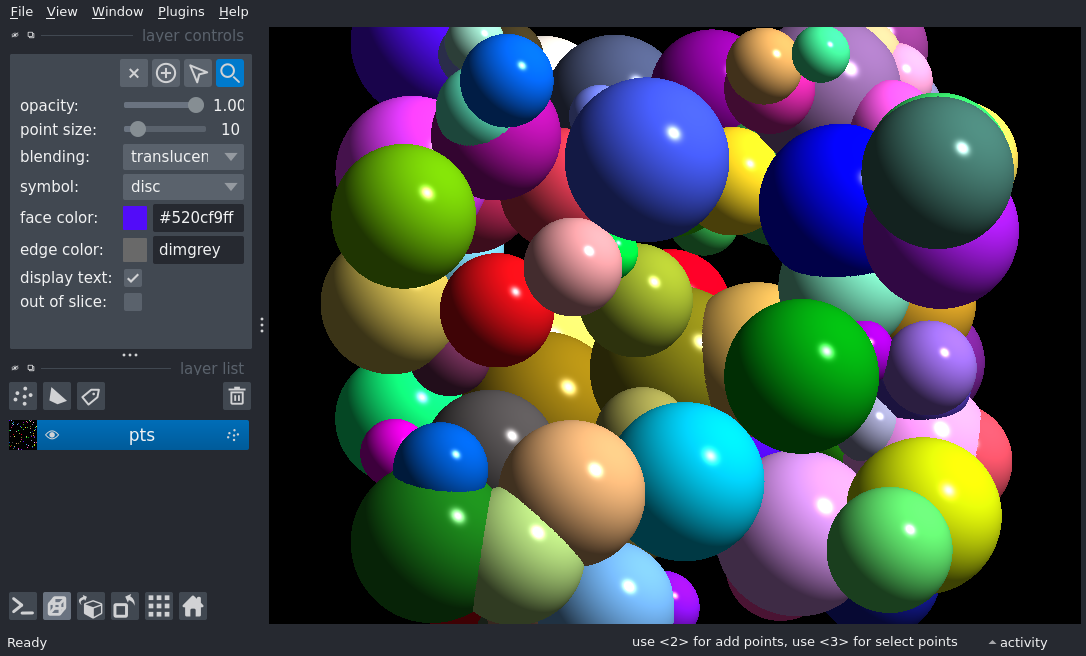 File View Window Plugins Help
layer controls
opacity: 1.00
point size: 10
blending: translucen
symbol: disc
face color: #520cf9ff
edge color: dimgrey
display text:
out of slice:
layer list
pts
Ready
use <2> for add points, use <3> for select points
activity